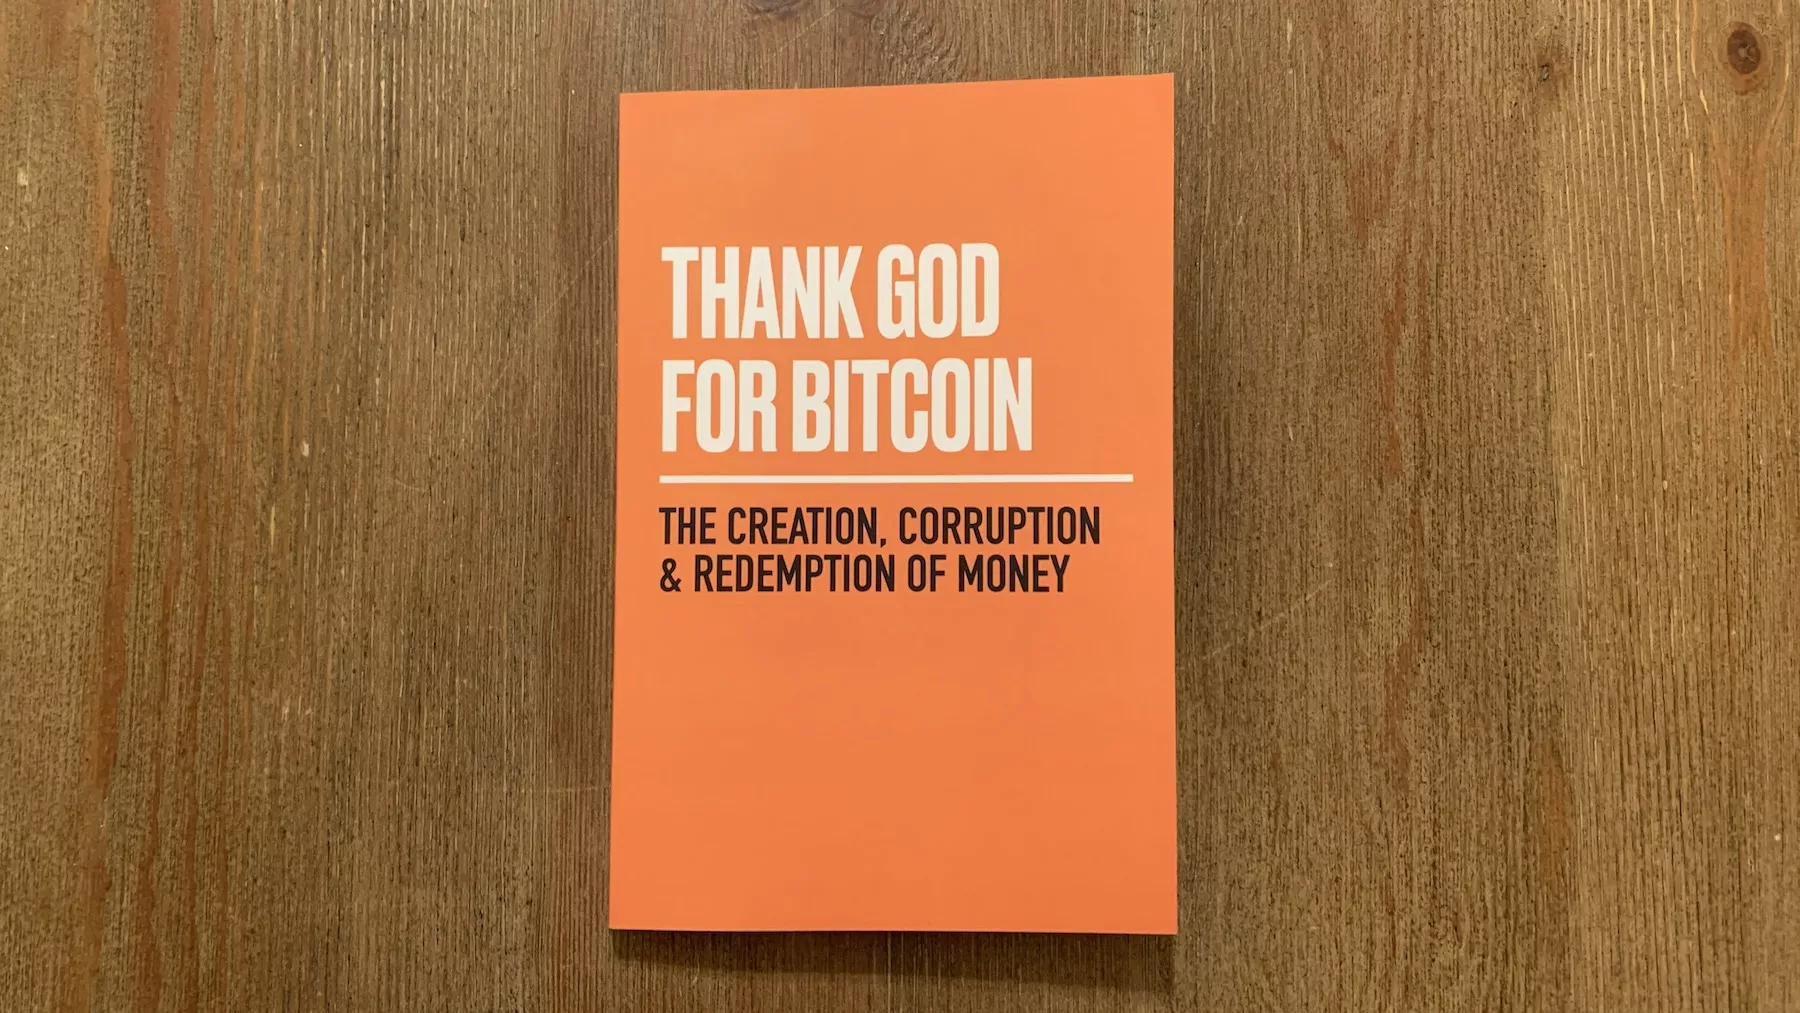 THANK GOD
FOR BITCOIN
THE CREATION, CORRUPTION
& REDEMPTION OF MONEY